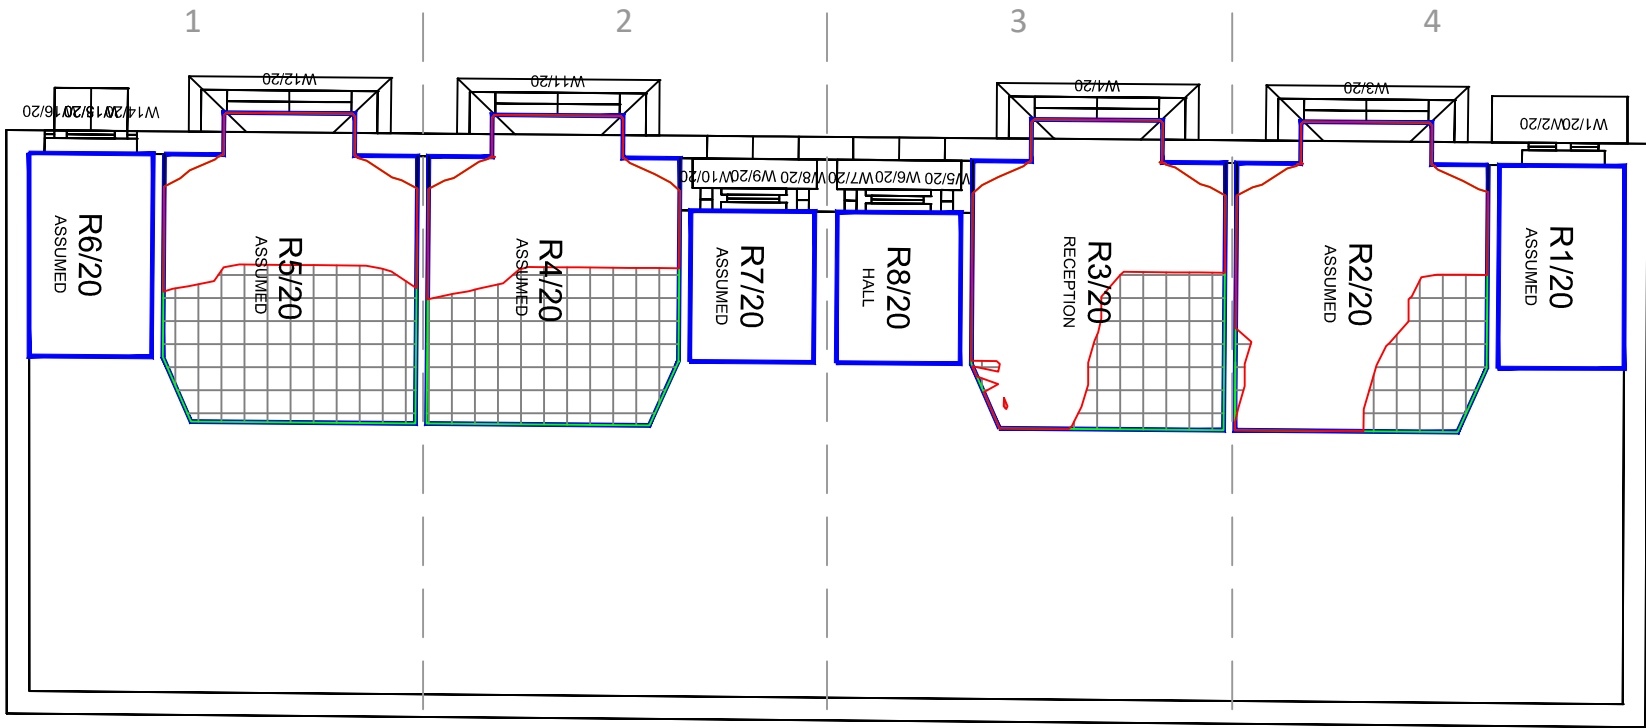 1
2
3
4
W16/20
W15/20
W14/20
W12/20
W11/20
W10/20
W9/20
W8/20
W7/20
W6/20
W5/20
W4/20
W3/20
W2/20
W1/20
R6/20
ASSUMED
R5/20
ASSUMED
R4/20
ASSUMED
R7/20
ASSUMED
R8/20
HALL
R3/20
RECEPTION
R2/20
ASSUMED
R1/20
ASSUMED